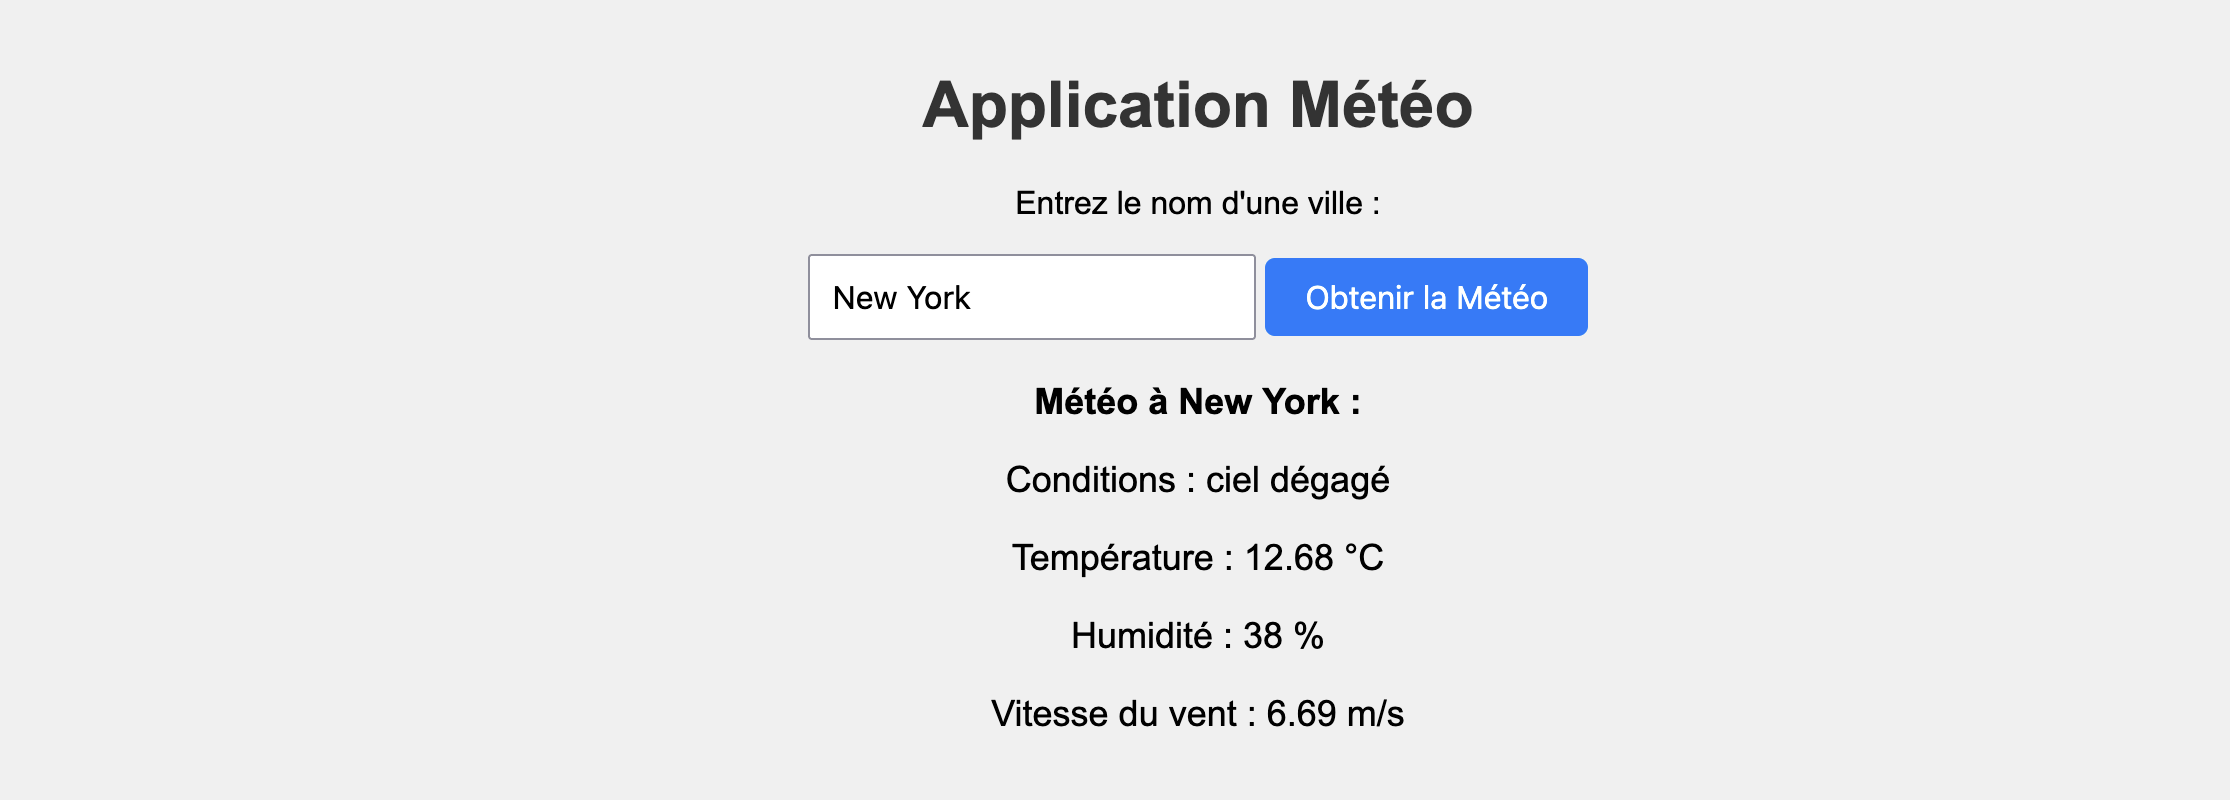 Application Météo
Entrez le nom d'une ville :
New York
Obtenir la Météo
Météo à New York :
Conditions : ciel dégagé
Température : 12.68 °C
Humidité : 38 %
Vitesse du vent : 6.69 m/s